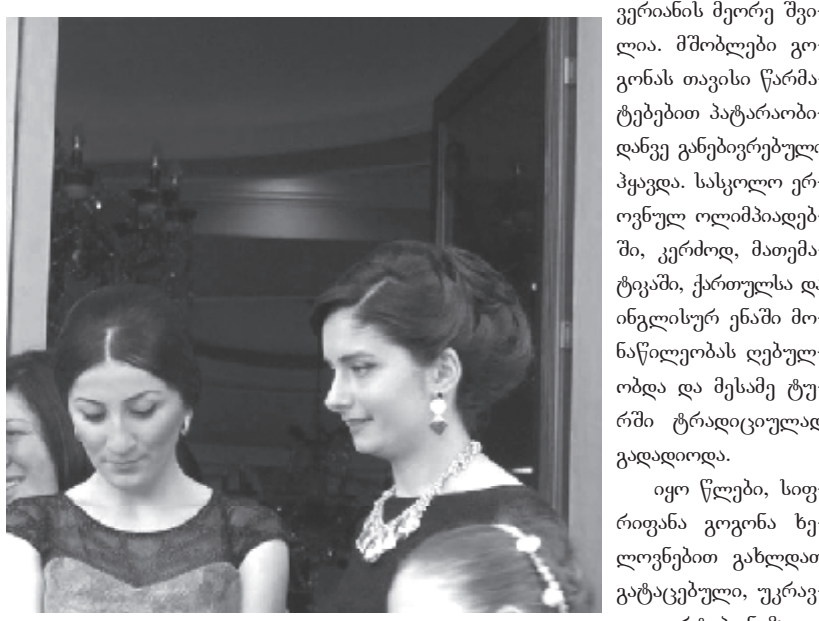 ვერიანის მეორე შვი-
ლია. მშობლები გო-
გონას თავისი წარმა-
ტებებით პატარაობი-
დანვე განებივრებული
ჰყავდა. სასკოლო ერ-
ოვნულ ოლიმპიადებ-
ში, კერძოდ, მათემა-
ტიკაში, ქართულსა და
ინგლისურ ენაში მო-
ნაწილეობას ღებულ-
ობდა და მესამე ტუ-
რში ტრადიციულად
გადადიოდა.
იყო წლები, სიფ-
რიფანა გოგონა ხე-
ლოვნებით გახლდათ
გატაცებული, უკრავ-